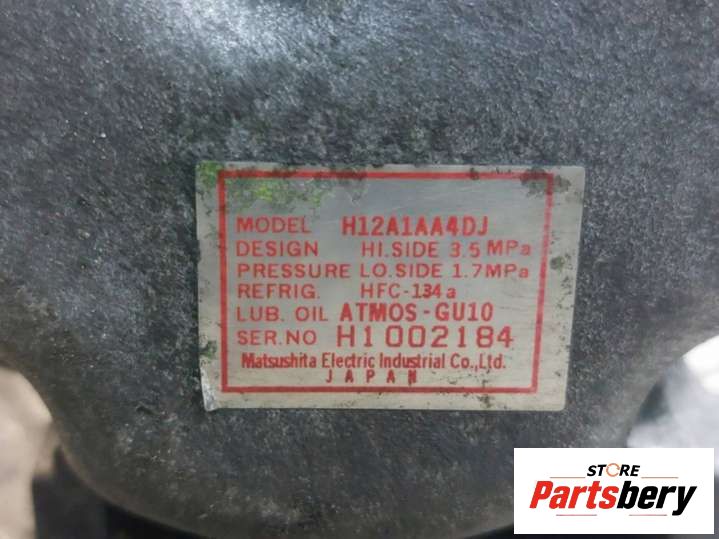 MODEL H12A1AA4DJ
DESIGN HI.SIDE 3.5 MPa
PRESSURE LO.SIDE 1.7MPa
REFRIG. HFC-134a
LUB. OIL ATMOS-GU10
SER.NO H1002184
Matsushita Electric Industrial Co.,Ltd.
JAPAN
STORE
Partsbery